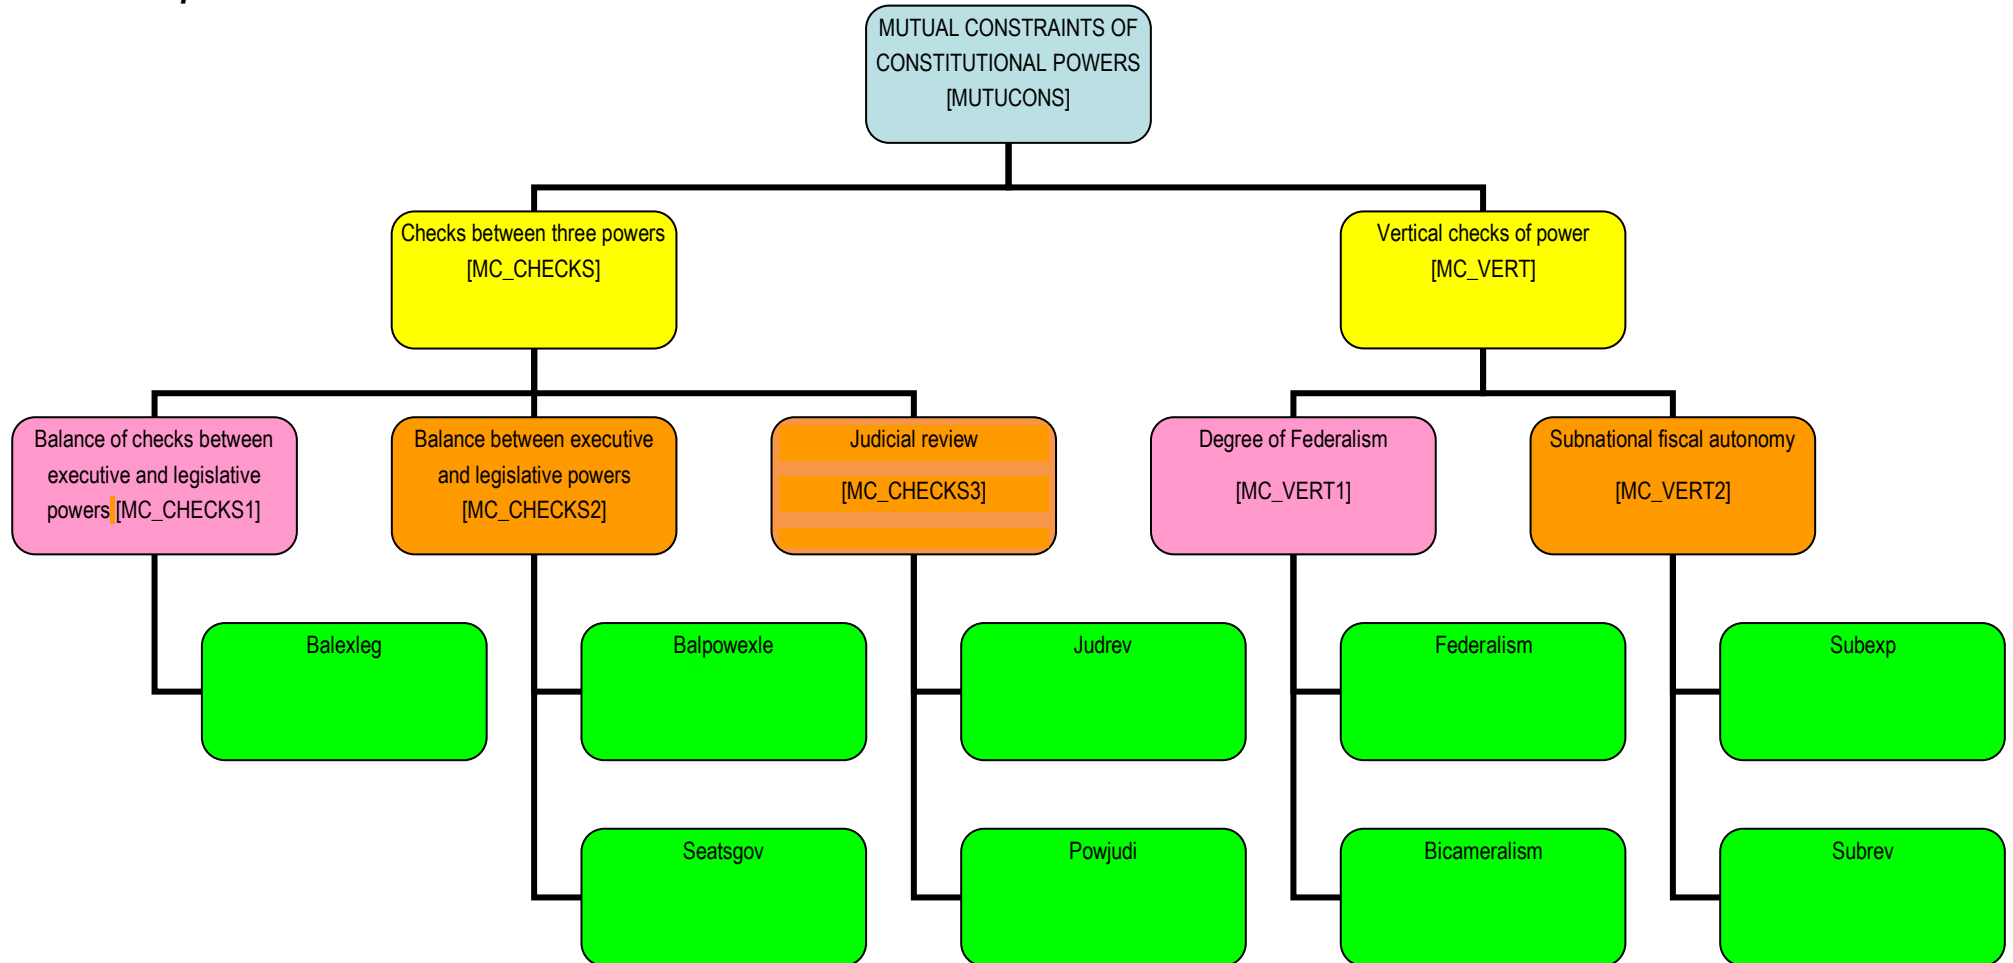 MUTUAL CONSTRAINTS OF
CONSTITUTIONAL POWERS
[MUTUCONS]
Checks between three powers
[MC_CHECKS]
Vertical checks of power
[MC_VERT]
Balance of checks between
executive and legislative
powers [MC_CHECKS1]
Balance between executive
and legislative powers
[MC_CHECKS2]
Judicial review
[MC_CHECKS3]
Degree of Federalism
[MC_VERT1]
Subnational fiscal autonomy
[MC_VERT2]
Balexleg
Balpowexle
Judrev
Federalism
Subexp
Seatsgov
Powjudi
Bicameralism
Subrev